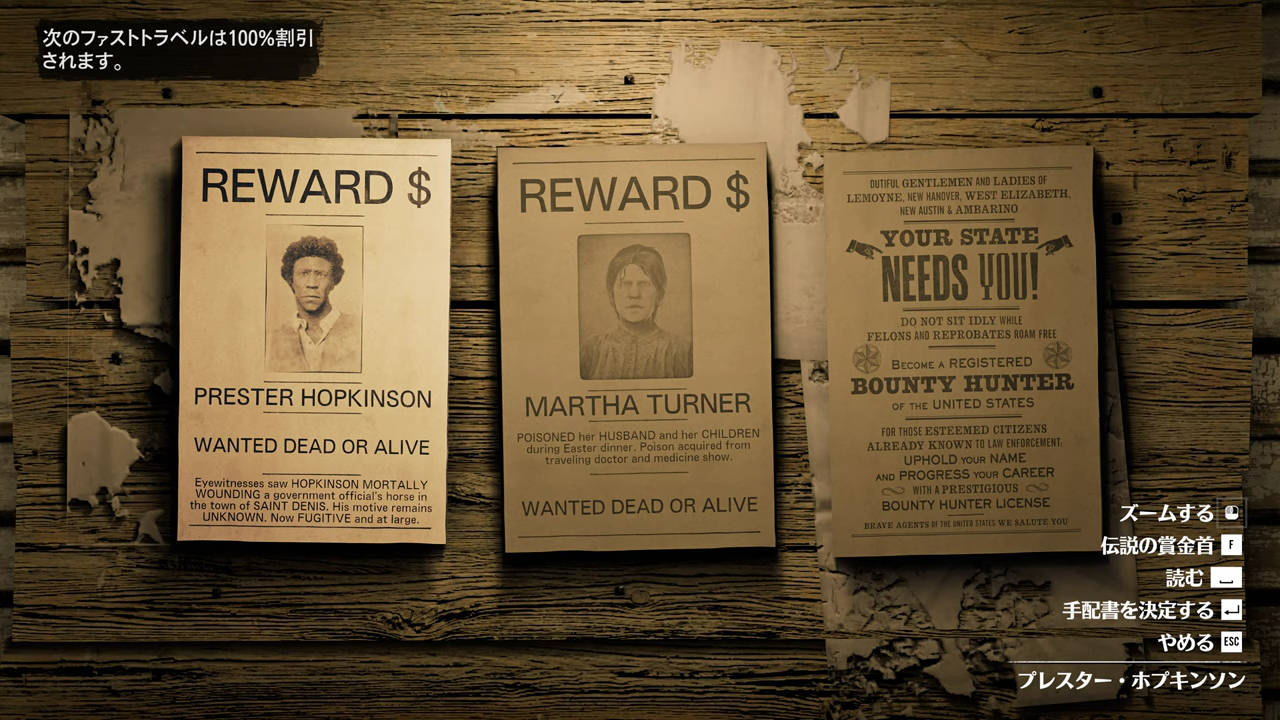 次のファストトラベルは100%割引
されます。
REWARD $
PRESTER HOPKINSON
WANTED DEAD OR ALIVE
Eyewitnesses saw HOPKINSON MORTALLY
WOUNDING a government official's horse in
the town of SAINT DENIS. His motive remains
UNKNOWN. Now FUGITIVE and at large.
REWARD $
MARTHA TURNER
POISONED her HUSBAND and her CHILDREN
during Easter dinner. Poison acquired from
traveling doctor and medicine show.
WANTED DEAD OR ALIVE
DUTIFUL GENTLEMEN AND LADIES OF
LEMOYNE, NEW HANOVER, WEST ELIZABETH,
NEW AUSTIN & AMBARINO
YOUR STATE
NEEDS YOU!
DO NOT SIT IDLY WHILE
FELONS AND REPROBATES ROAM FREE
BECOME A REGISTERED
BOUNTY HUNTER
OF THE UNITED STATES
FOR THOSE ESTEEMED CITIZENS
ALREADY KNOWN TO LAW ENFORCEMENT,
UPHOLD YOUR NAME
AND PROGRESS YOUR CAREER
WITH A PRESTIGIOUS
BOUNTY HUNTER LICENSE
BRAVE AGENTS OF THE UNITED STATES WE SALUTE YOU
ズームする
伝説の賞金首 F
読む
手配書を決定する
やめる ESC
プレスター・ホプキンソン